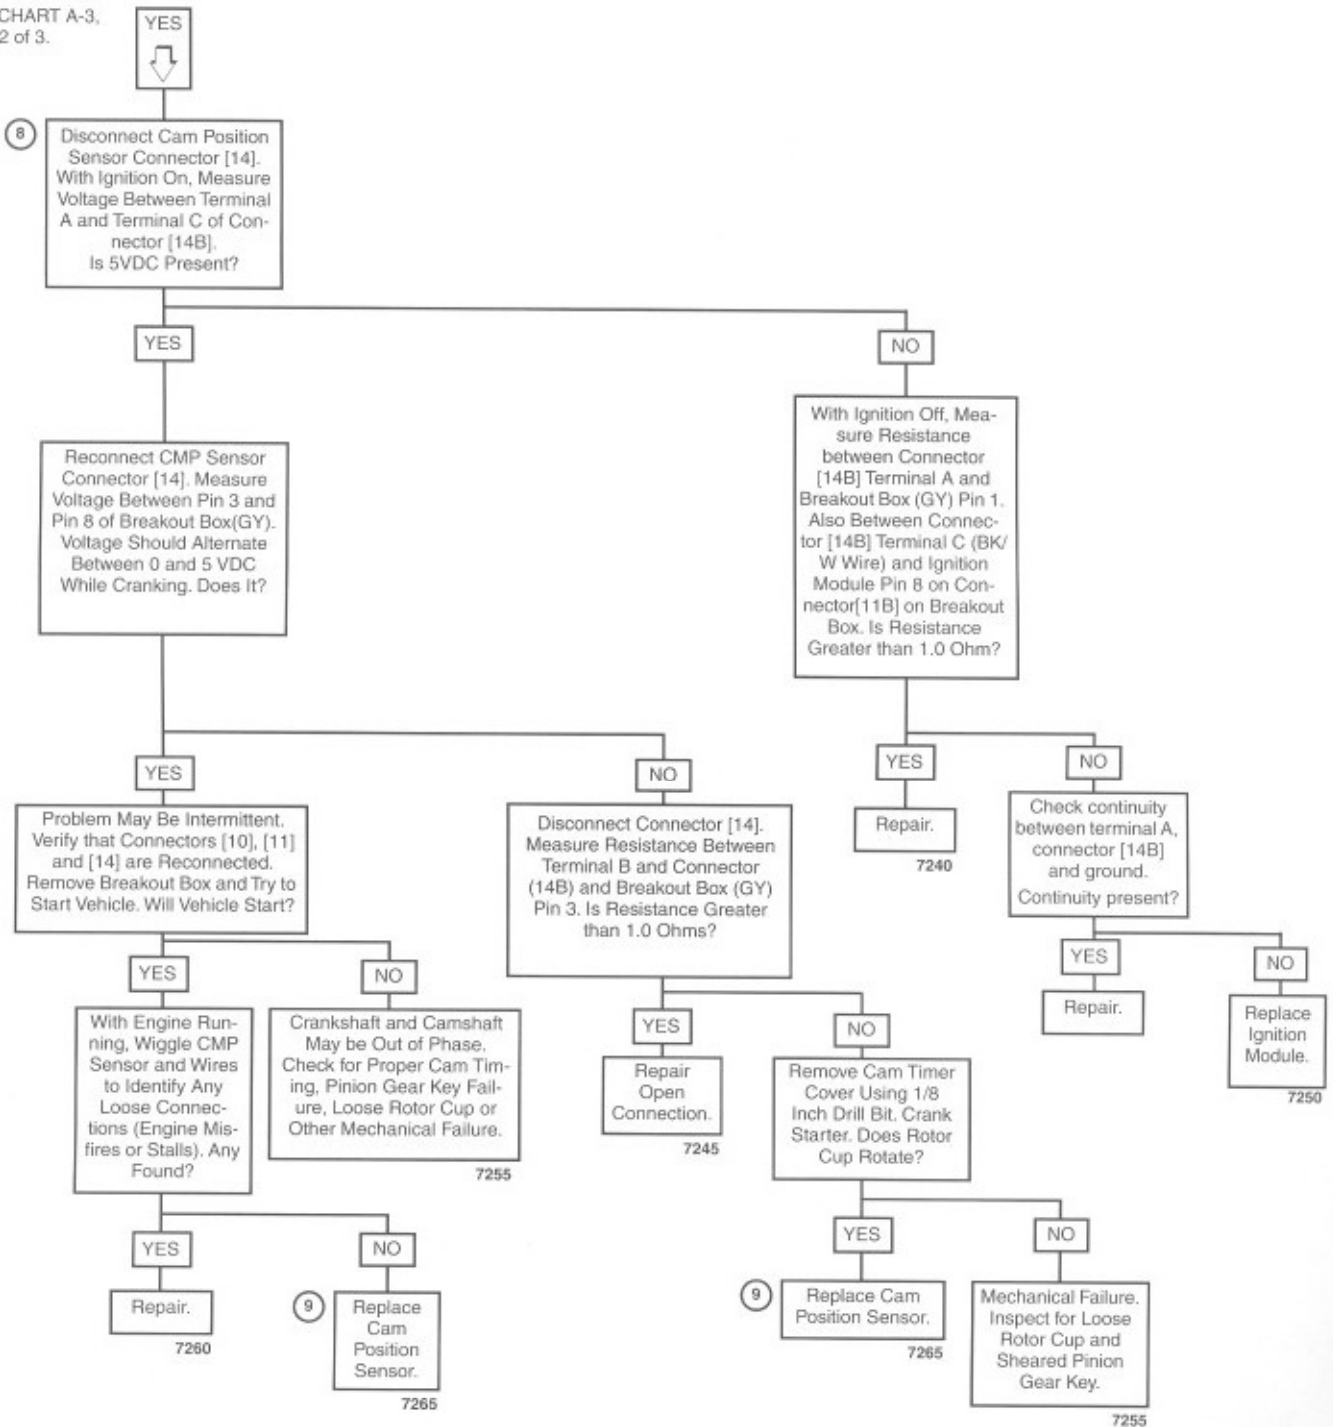 CHART A-3,
2 of 3.
YES
8
Disconnect Cam Position
Sensor Connector [14].
With Ignition On, Measure
Voltage Between Terminal
A and Terminal C of Con-
nector [14B].
Is 5VDC Present?
YES
NO
Reconnect CMP Sensor
Connector [14]. Measure
Voltage Between Pin 3 and
Pin 8 of Breakout Box(GY).
Voltage Should Alternate
Between 0 and 5 VDC
While Cranking. Does It?
With Ignition Off, Mea-
sure Resistance
between Connector
[14B] Terminal A and
Breakout Box (GY) Pin 1.
Also Between Connec-
tor [14B] Terminal C (BK/
W Wire) and Ignition
Module Pin 8 on Con-
nector[11B] on Breakout
Box. Is Resistance
Greater than 1.0 Ohm?
YES
NO
YES
NO
Problem May Be Intermittent.
Verify that Connectors [10], [11]
and [14] are Reconnected.
Remove Breakout Box and Try to
Start Vehicle. Will Vehicle Start?
Disconnect Connector [14].
Measure Resistance Between
Terminal B and Connector
(14B) and Breakout Box (GY)
Pin 3. Is Resistance Greater
than 1.0 Ohms?
Repair.
7240
Check continuity
between terminal A,
connector [14B]
and ground.
Continuity present?
YES
NO
YES
NO
YES
NO
With Engine Run-
ning, Wiggle CMP
Sensor and Wires
to Identify Any
Loose Connec-
tions (Engine Mis-
fires or Stalls). Any
Found?
Crankshaft and Camshaft
May be Out of Phase.
Check for Proper Cam Tim-
ing, Pinion Gear Key Fail-
ure, Loose Rotor Cup or
Other Mechanical Failure.
7255
Repair
Open
Connection.
7245
Remove Cam Timer
Cover Using 1/8
Inch Drill Bit. Crank
Starter. Does Rotor
Cup Rotate?
Repair.
Replace
Ignition
Module.
7250
YES
NO
YES
NO
Repair.
7260
9
Replace
Cam
Position
Sensor.
7265
9
Replace Cam
Position Sensor.
7265
Mechanical Failure.
Inspect for Loose
Rotor Cup and
Sheared Pinion
Gear Key.
7255